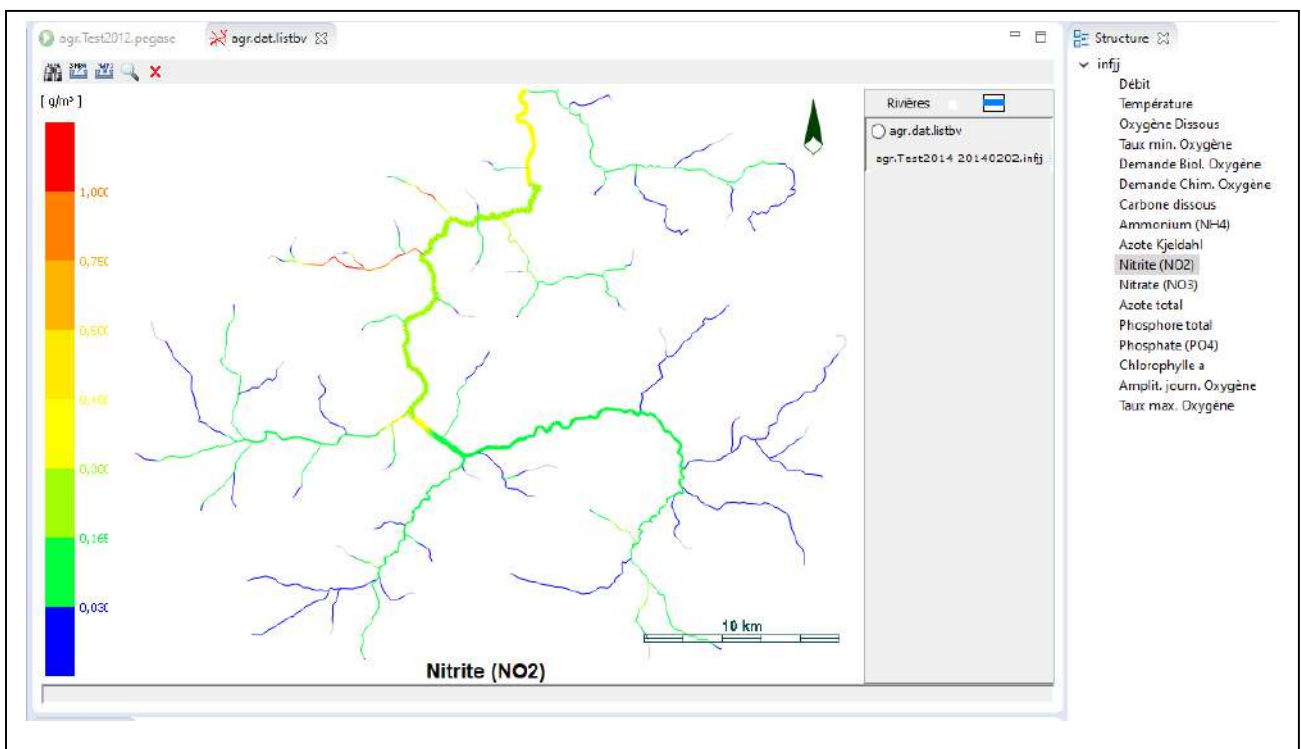 agr.Test2012.pegase
agr.dat.listbv
[ g/m³ ]
1,000
0,750
0,500
0,400
0,300
0,165
0,030
10 km
Nitrite (NO2)
Rivières
agr.dat.listbv
agr.Test2014 20140202.infjj
Structure
infjj
Débit
Température
Oxygène Dissous
Taux min. Oxygène
Demande Biol. Oxygène
Demande Chim. Oxygène
Carbone dissous
Ammonium (NH4)
Azote Kjeldahl
Nitrite (NO2)
Nitrate (NO3)
Azote total
Phosphore total
Phosphate (PO4)
Chlorophylle a
Amplit. journ. Oxygène
Taux max. Oxygène